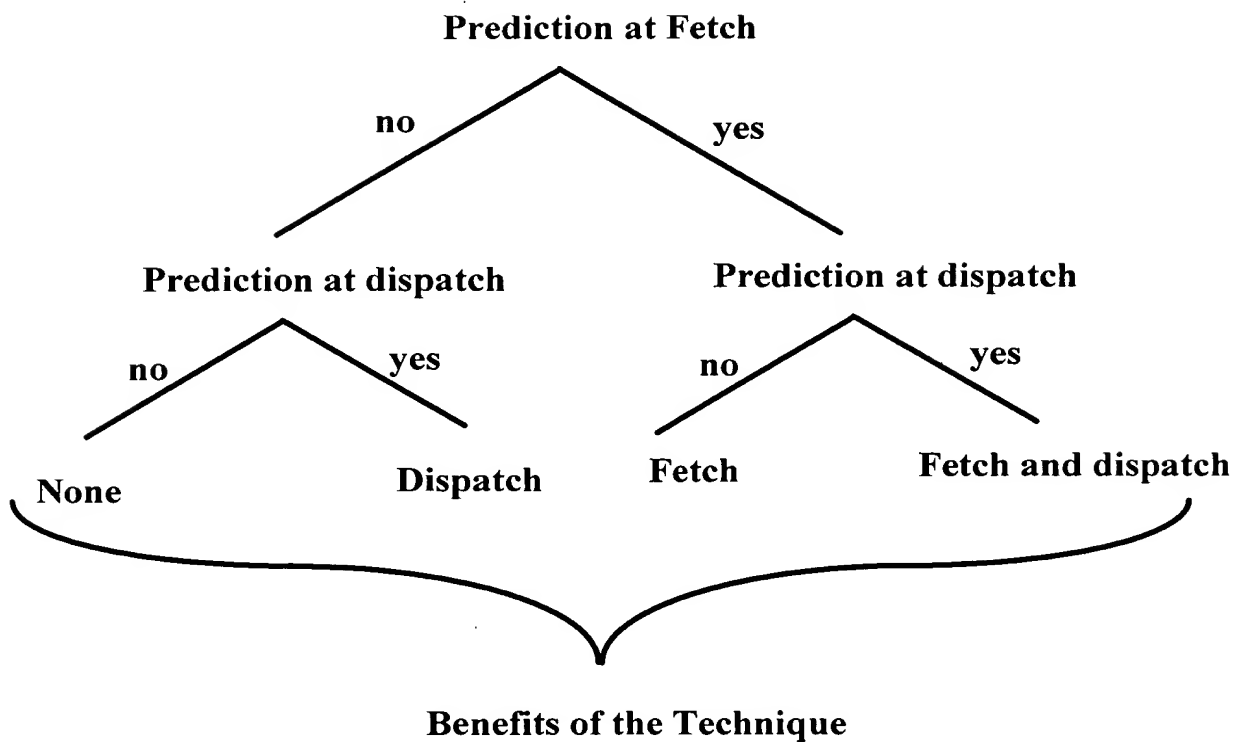 Prediction at Fetch
no
yes
Prediction at dispatch
Prediction at dispatch
no
yes
no
yes
None
Dispatch
Fetch
Fetch and dispatch
Benefits of the Technique